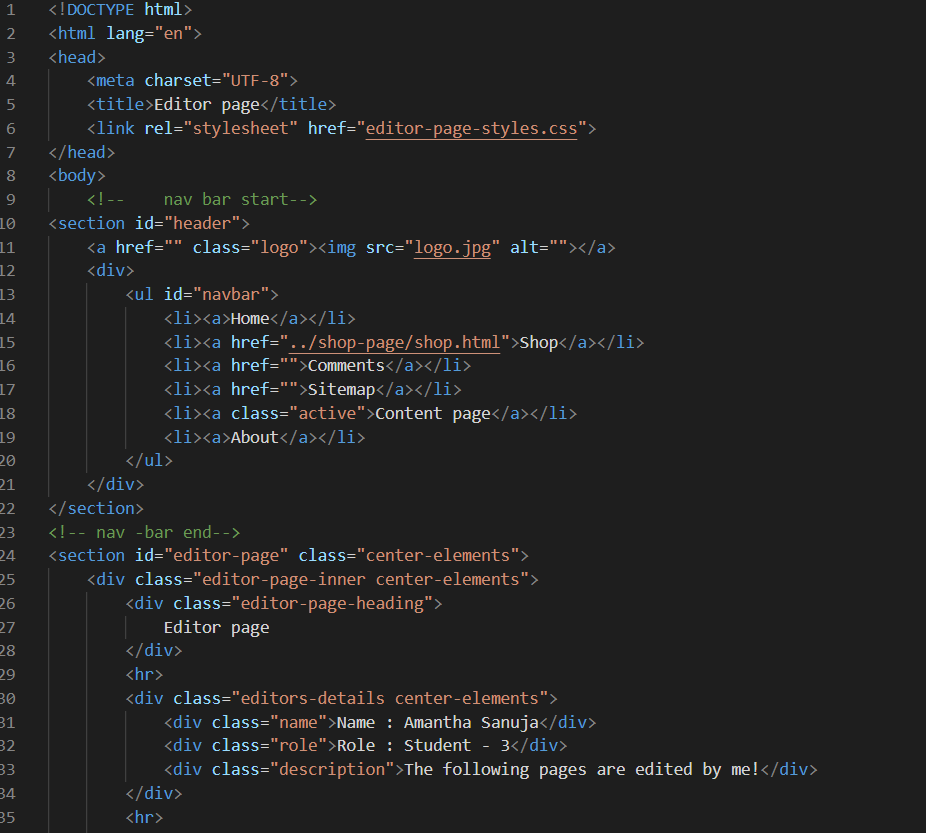 1 <!DOCTYPE html>
2 <html lang="en">
3 <head>
4     <meta charset="UTF-8">
5     <title>Editor page</title>
6     <link rel="stylesheet" href="editor-page-styles.css">
7 </head>
8 <body>
9     <!--    nav bar start-->
10 <section id="header">
11     <a href="" class="logo"><img src="logo.jpg" alt=""></a>
12     <div>
13         <ul id="navbar">
14             <li><a>Home</a></li>
15             <li><a href="../shop-page/shop.html">Shop</a></li>
16             <li><a href="">Comments</a></li>
17             <li><a href="">Sitemap</a></li>
18             <li><a class="active">Content page</a></li>
19             <li><a>About</a></li>
20         </ul>
21     </div>
22 </section>
23 <!-- nav -bar end-->
24 <section id="editor-page" class="center-elements">
25     <div class="editor-page-inner center-elements">
26         <div class="editor-page-heading">
27             Editor page
28         </div>
29         <hr>
30         <div class="editors-details center-elements">
31             <div class="name">Name : Amantha Sanuja</div>
32             <div class="role">Role : Student - 3</div>
33             <div class="description">The following pages are edited by me!</div>
34         </div>
35         <hr>